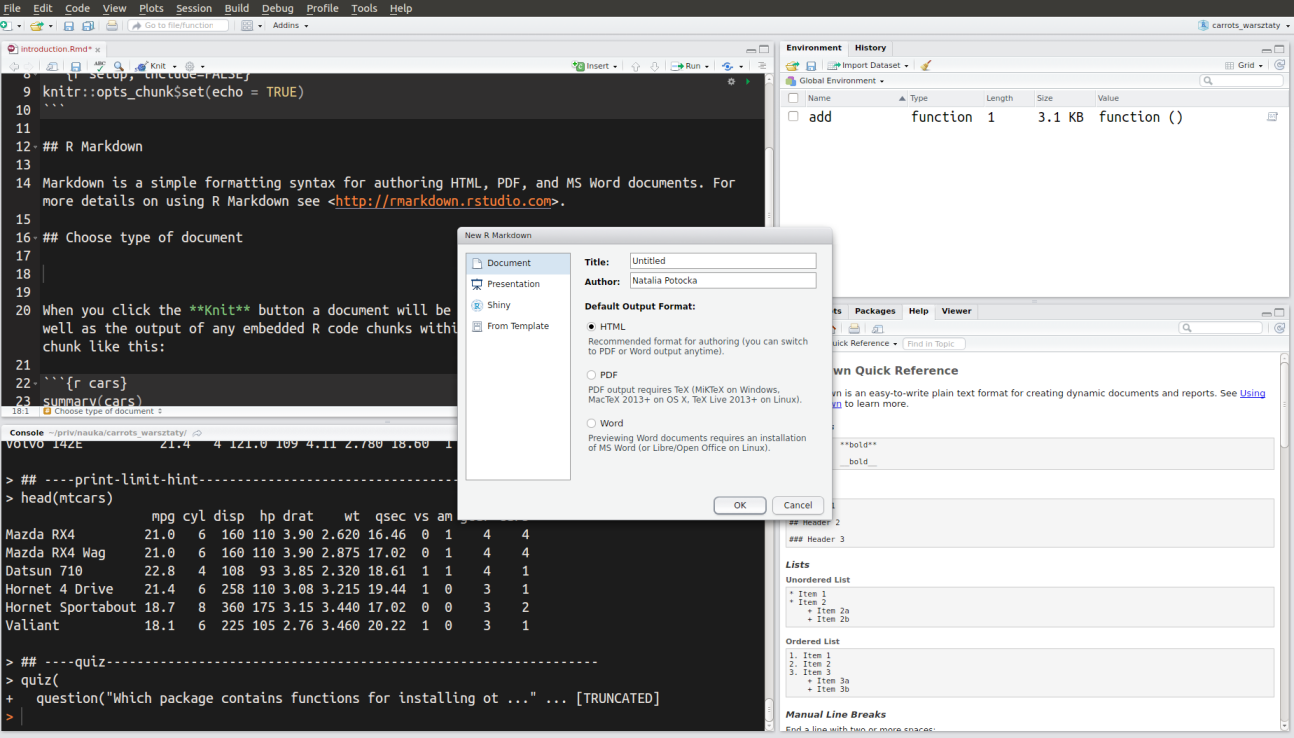 File Edit Code View Plots Session Build Debug Profile Tools Help
Go to file/function Addins carrots_warsztaty
introduction.Rmd*
Knit Insert Run
{r setup, include=FALSE}
9 knitr::opts_chunk$set(echo = TRUE)
10 ```
11
12 ## R Markdown
13
14 Markdown is a simple formatting syntax for authoring HTML, PDF, and MS Word documents. For
more details on using R Markdown see <http://rmarkdown.rstudio.com>.
15
16 ## Choose type of document
17
18
19
20 When you click the **Knit** button a document will be
well as the output of any embedded R code chunks withi
chunk like this:
21
22 ```{r cars}
23 summary(cars)
18:1 # Choose type of document
Console ~/priv/nauka/carrots_warsztaty/
Volvo 142E 21.4 4 121.0 109 4.11 2.780 18.60 1
> ## ----print-limit-hint----------------------------------
> head(mtcars)
mpg cyl disp hp drat wt qsec vs am
Mazda RX4 21.0 6 160 110 3.90 2.620 16.46 0 1 4 4
Mazda RX4 Wag 21.0 6 160 110 3.90 2.875 17.02 0 1 4 4
Datsun 710 22.8 4 108 93 3.85 2.320 18.61 1 1 4 1
Hornet 4 Drive 21.4 6 258 110 3.08 3.215 19.44 1 0 3 1
Hornet Sportabout 18.7 8 360 175 3.15 3.440 17.02 0 0 3 2
Valiant 18.1 6 225 105 2.76 3.460 20.22 1 0 3 1
> ## ----quiz----------------------------------------------------------------
> quiz(
+ question("Which package contains functions for installing ot ..." ... [TRUNCATED]
>
New R Markdown
Document
Presentation
Shiny
From Template
Title: Untitled
Author: Natalia Potocka
Default Output Format:
HTML
Recommended format for authoring (you can switch
to PDF or Word output anytime).
PDF
PDF output requires TeX (MiKTeX on Windows,
MacTeX 2013+ on OS X, TeX Live 2013+ on Linux).
Word
Previewing Word documents requires an installation
of MS Word (or Libre/Open Office on Linux).
OK Cancel
Environment History
Import Dataset Grid
Global Environment
Name Type Length Size Value
add function 1 3.1 KB function ()
ts Packages Help Viewer
uick Reference Find in Topic
wn Quick Reference
wn is an easy-to-write plain text format for creating dynamic documents and reports. See Using
wn to learn more.
**bold**
__bold__
1
## Header 2
### Header 3
Lists
Unordered List
* Item 1
* Item 2
+ Item 2a
+ Item 2b
Ordered List
1. Item 1
2. Item 2
3. Item 3
+ Item 3a
+ Item 3b
Manual Line Breaks
End a line with two or more spaces: